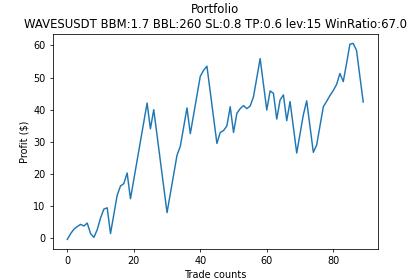 Portfolio
WAVESUSDT BBM:1.7 BBL:260 SL:0.8 TP:0.6 lev:15 WinRatio:67.0
60
50
40
30
20
10
0
Profit ($)
0 20 40 60 80
Trade counts